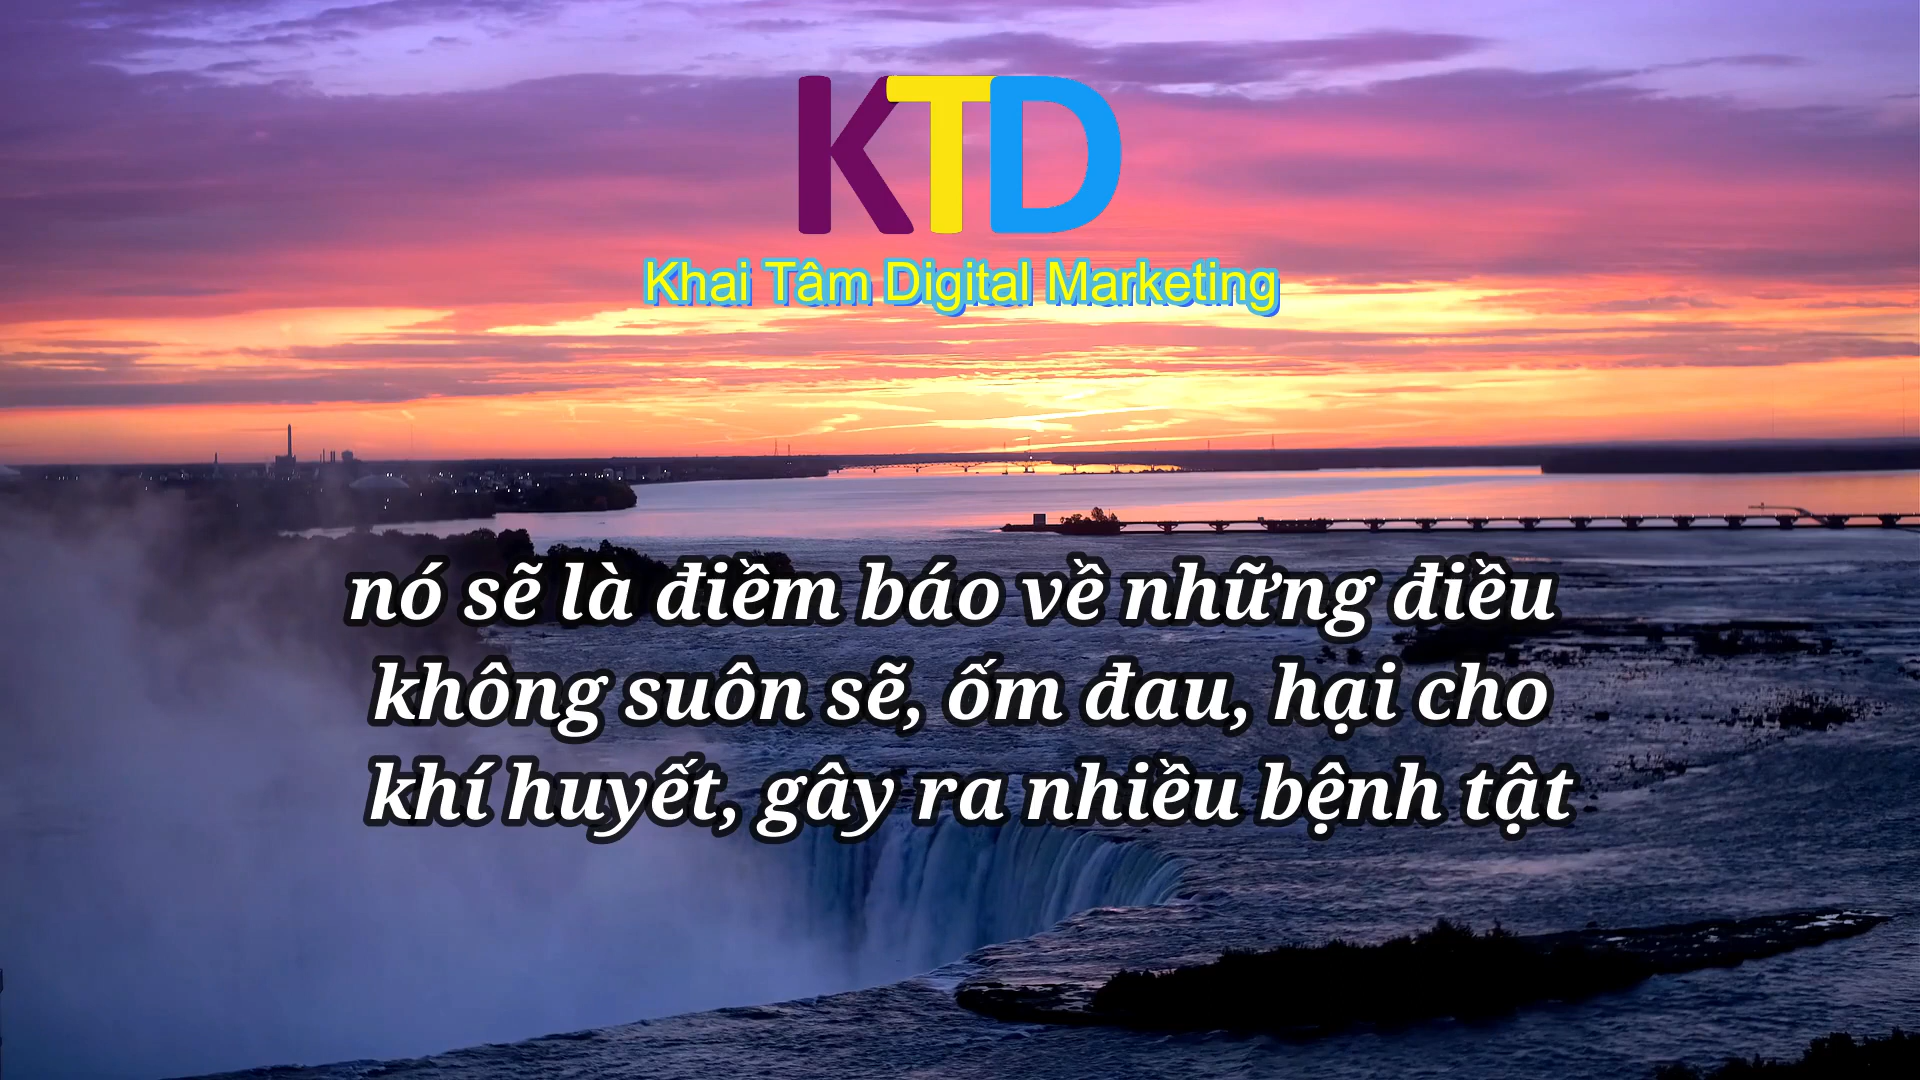 KTD
Khai Tâm Digital Marketing
nó sẽ là điềm báo về những điều
không suôn sẽ, ốm đau, hại cho
khí huyết, gây ra nhiều bệnh tật